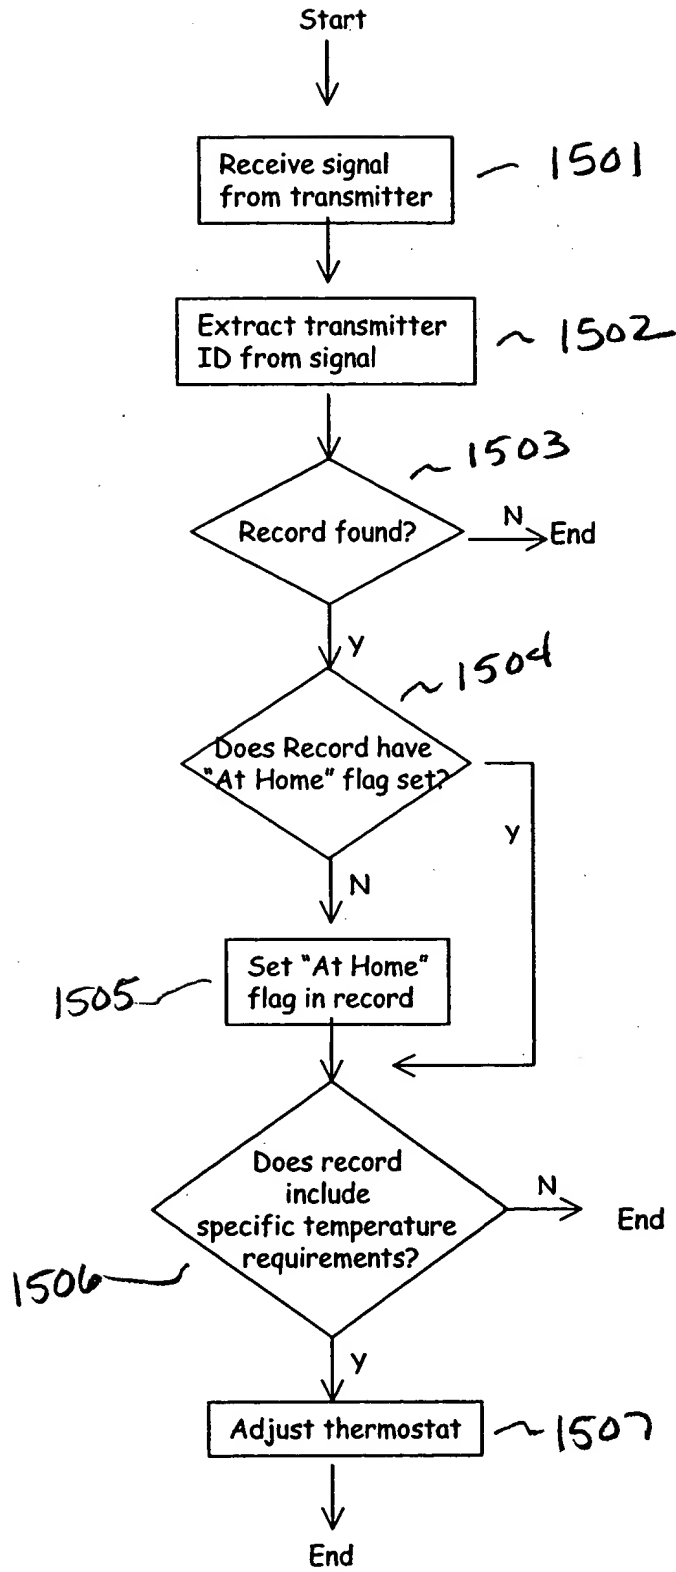 Start
Receive signal
from transmitter
1501
Extract transmitter
ID from signal
1502
1503
Record found?
N
End
Y
1504
Does Record have
"At Home" flag set?
Y
N
Set "At Home"
flag in record
1505
Does record
include
specific temperature
requirements?
N
End
1506
Y
Adjust thermostat
1507
End